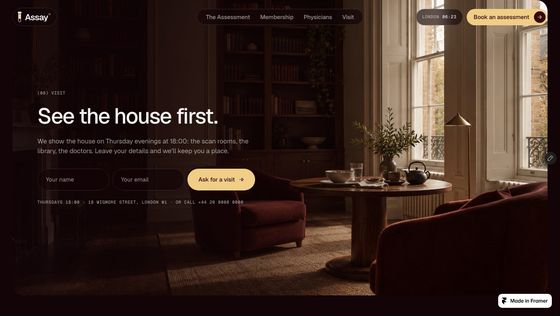 Assay
The Assessment
Membership
Physicians
Visit
LONDON 06:23
Book an assessment
(06) VISIT
See the house first.
We show the house on Thursday evenings at 18:00: the scan rooms, the
library, the doctors. Leave your details and we'll keep you a place.
Your name
Your email
Ask for a visit
THURSDAYS 18:00 · 18 WIGMORE STREET, LONDON W1 · OR CALL +44 20 0000 0000
Made in Framer